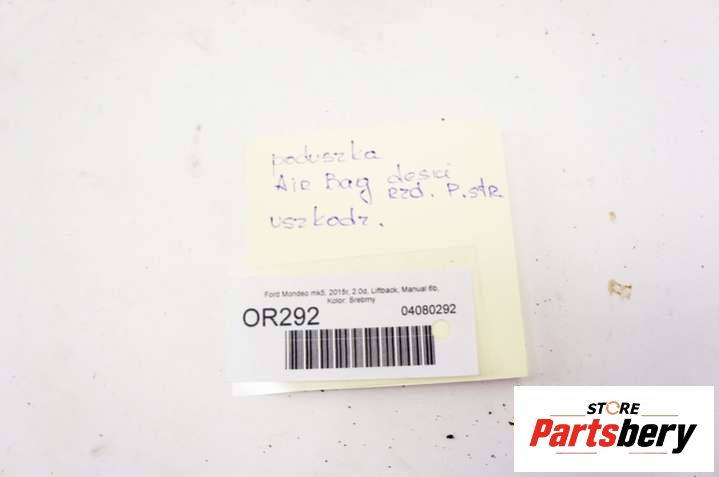 poduszka
Air Bag deski
Rzd. P.str.
uszkodz.
Ford Mondeo mk5, 2015r, 2.0d, Liftback, Manual 6b,
Kolor: Srebrny
OR292
04080292
STORE
Partsbery